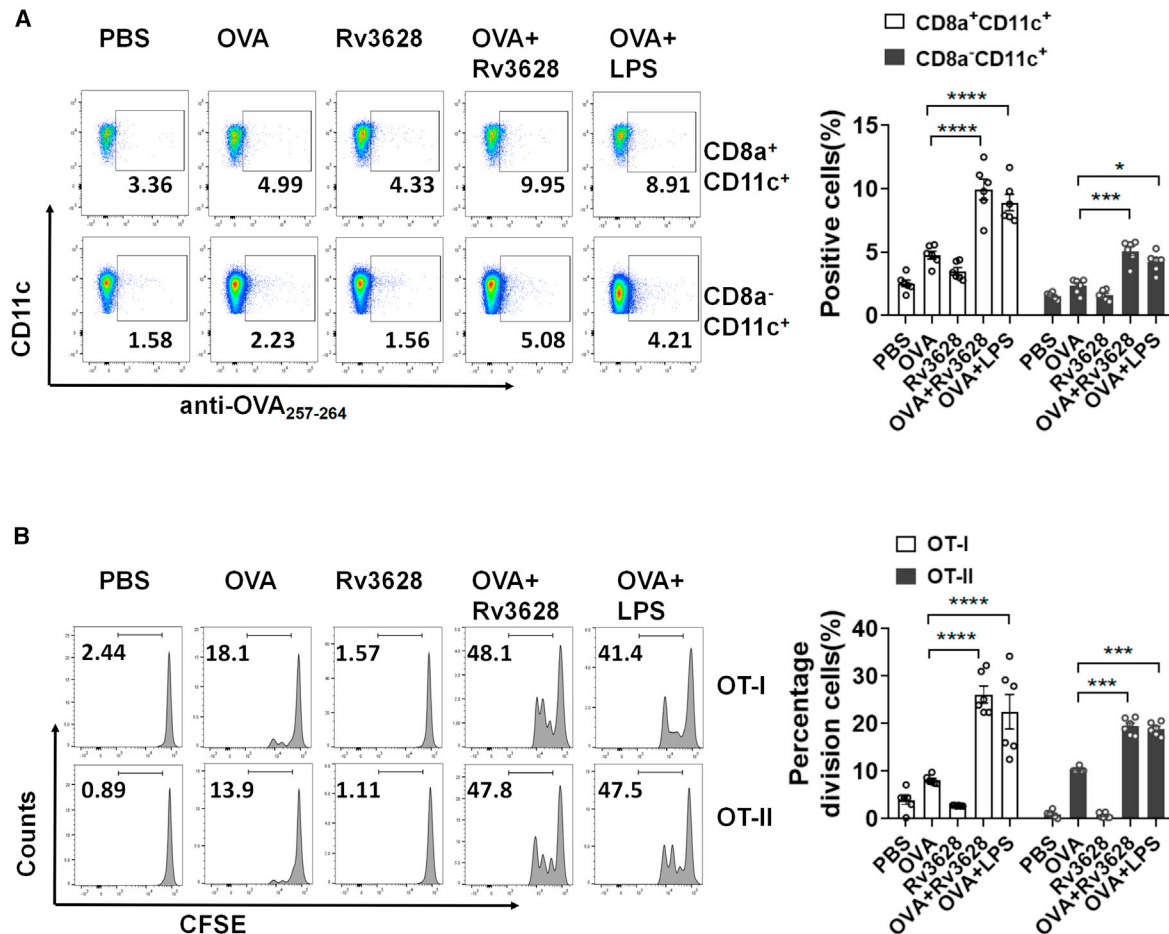 A
PBS OVA Rv3628 OVA+ OVA+
Rv3628 LPS
3.36 4.99 4.33 9.95 8.91
CD8a+
CD11c+
1.58 2.23 1.56 5.08 4.21
CD8a-
CD11c+
CD11c
anti-OVA257-264
CD8a+CD11c+
CD8a-CD11c+
**** 
****
*
***
15
10
5
0
Positive cells(%)
PBS OVA Rv3628 OVA+Rv3628 OVA+LPS PBS OVA Rv3628 OVA+Rv3628 OVA+LPS
B
PBS OVA Rv3628 OVA+ OVA+
Rv3628 LPS
2.44 18.1 1.57 48.1 41.4
OT-I
0.89 13.9 1.11 47.8 47.5
OT-II
Counts
CFSE
OT-I
OT-II
****
****
***
***
40
30
20
10
0
Percentage
division cells(%)
PBS OVA Rv3628 OVA+Rv3628 OVA+LPS PBS OVA Rv3628 OVA+Rv3628 OVA+LPS